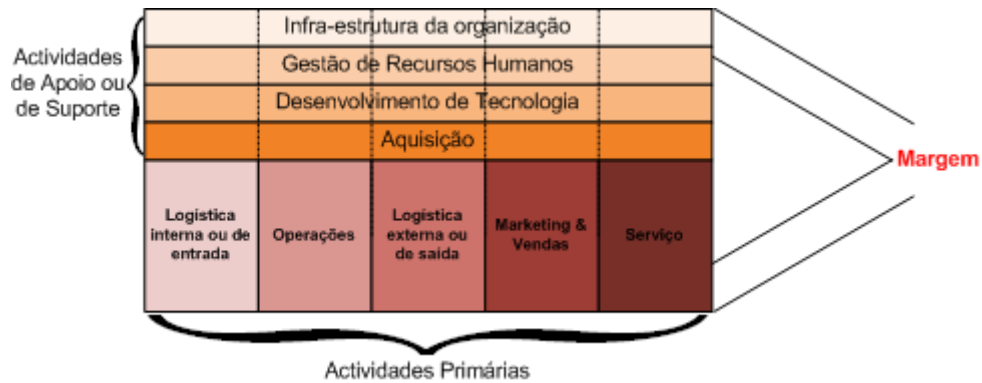 Actividades
de Apoio ou
de Suporte
Infra-estrutura da organização
Gestão de Recursos Humanos
Desenvolvimento de Tecnologia
Aquisição
Logística
interna ou de
entrada
Operações
Logística
externa ou
de saída
Marketing &
Vendas
Serviço
Margem
Actividades Primárias